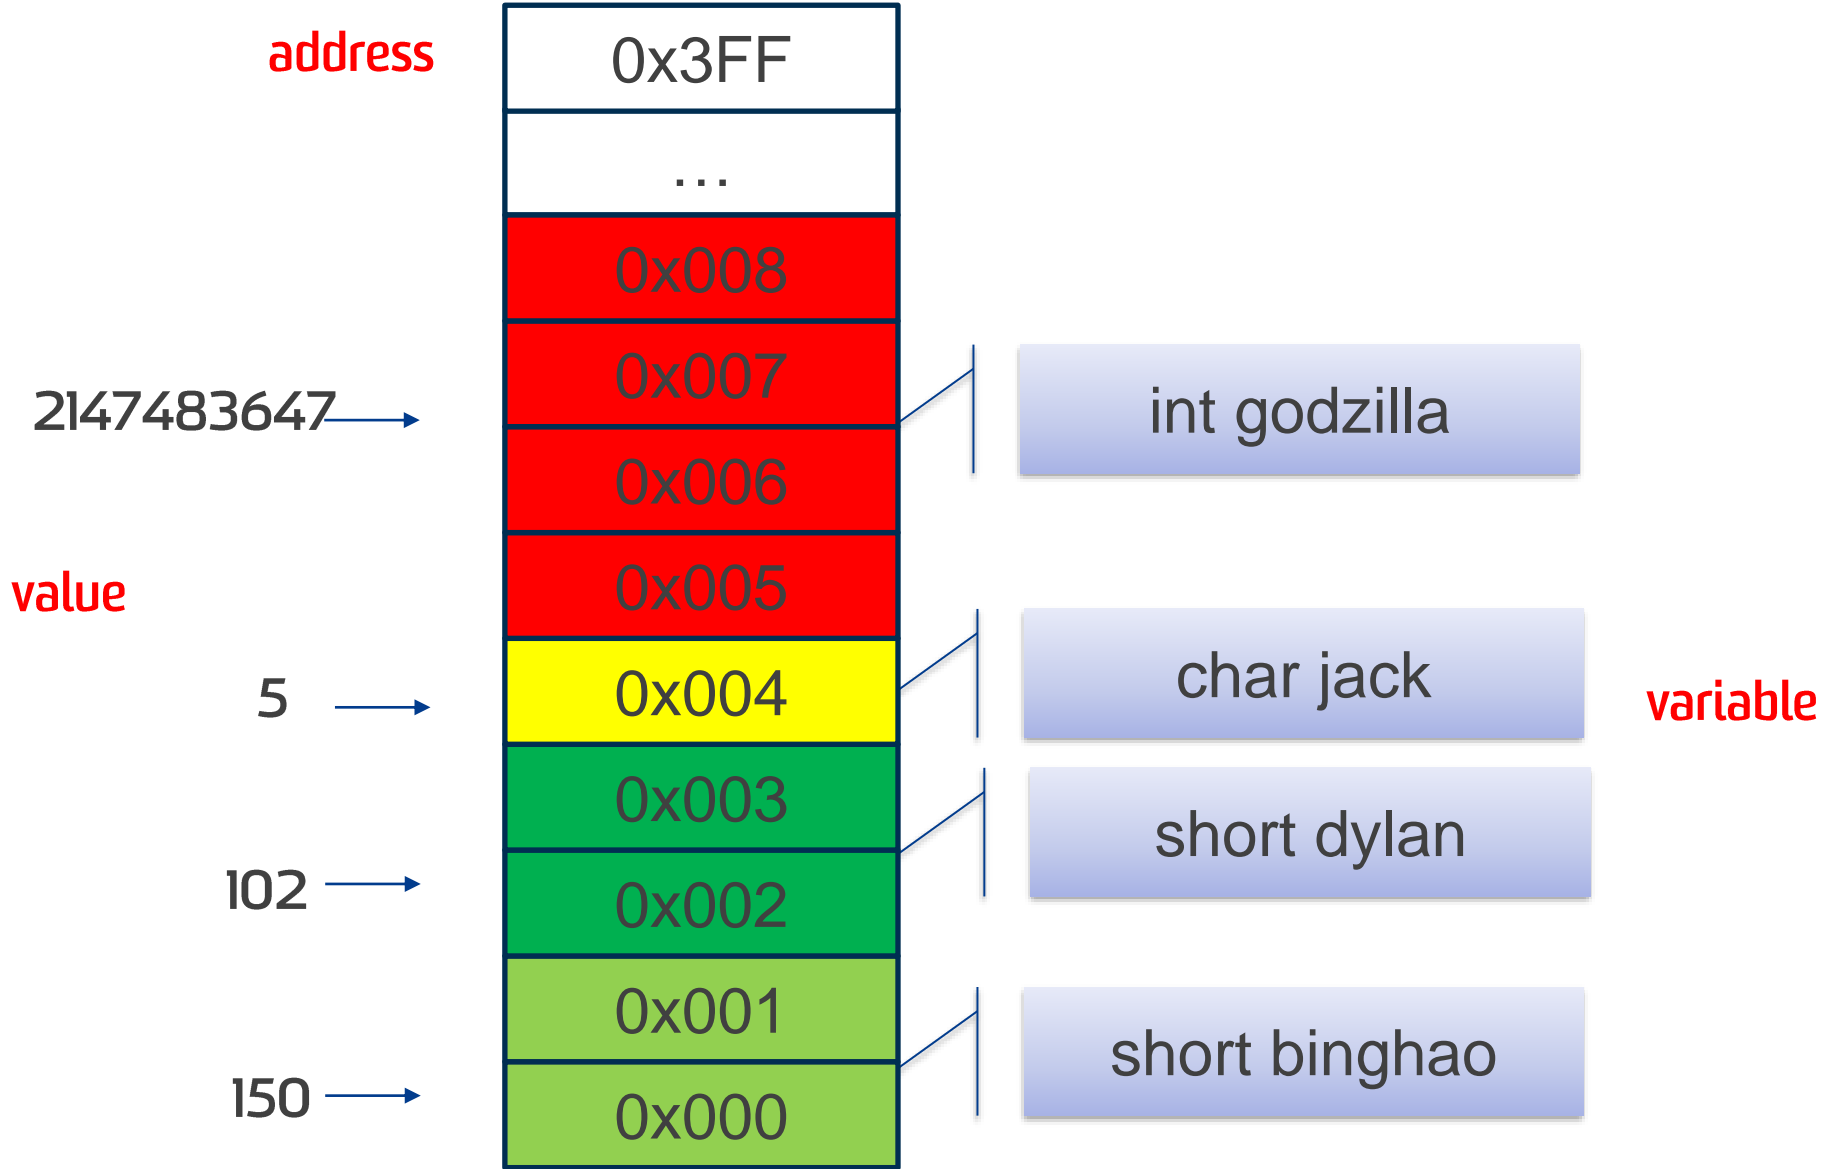 address
0x3FF
…
0x008
0x007
2147483647
int godzilla
0x006
0x005
value
5
0x004
char jack
variable
0x003
short dylan
102
0x002
0x001
short binghao
150
0x000